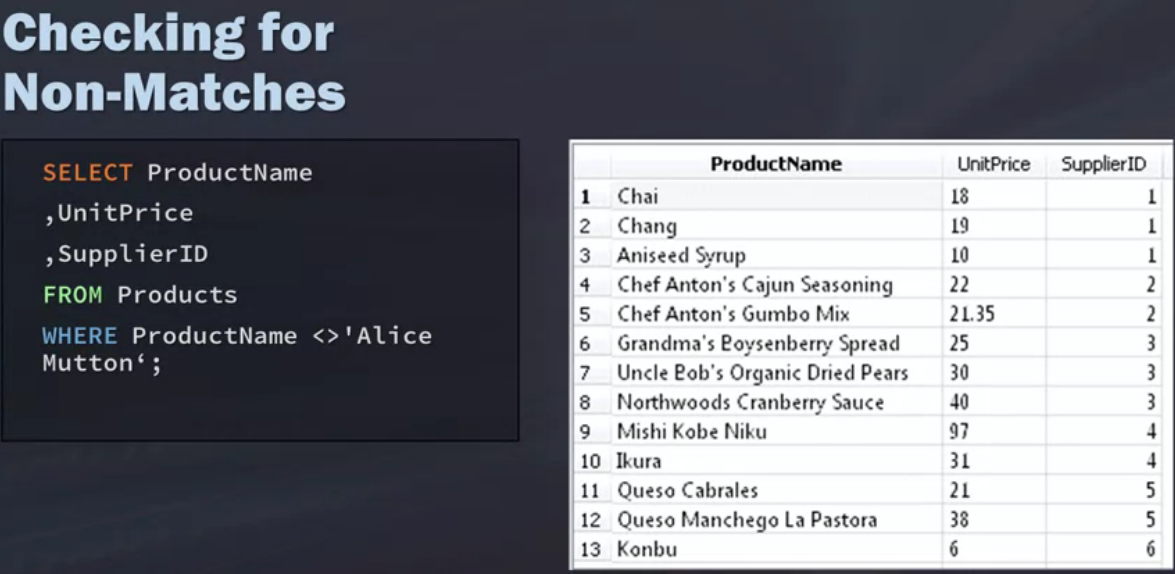 Checking for
Non-Matches
SELECT ProductName
,UnitPrice
,SupplierID
FROM Products
WHERE ProductName <>'Alice
Mutton‘;
ProductName UnitPrice SupplierID
1 Chai 18 1
2 Chang 19 1
3 Aniseed Syrup 10 1
4 Chef Anton's Cajun Seasoning 22 2
5 Chef Anton's Gumbo Mix 21.35 2
6 Grandma's Boysenberry Spread 25 3
7 Uncle Bob's Organic Dried Pears 30 3
8 Northwoods Cranberry Sauce 40 3
9 Mishi Kobe Niku 97 4
10 Ikura 31 4
11 Queso Cabrales 21 5
12 Queso Manchego La Pastora 38 5
13 Konbu 6 6